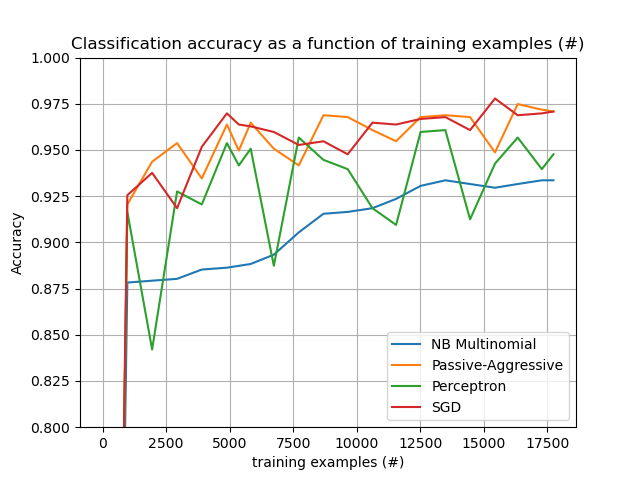 Classification accuracy as a function of training examples (#)
1.000
0.975
0.950
0.925
0.900
0.875
0.850
0.825
0.800
Accuracy
NB Multinomial
Passive-Aggressive
Perceptron
SGD
0 2500 5000 7500 10000 12500 15000 17500
training examples (#)